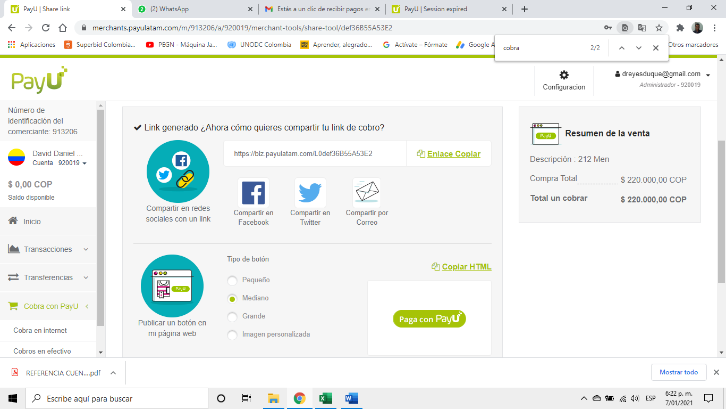 PayU | Share link
(2) WhatsApp
Estás a un clic de recibir pagos e
PayU | Session expired
merchants.payulatam.com/m/913206/a/920019/merchant-tools/share-tool/def36B55A53E2
Aplicaciones
Superbid Colombia...
PBGN - Máquina Ja...
UNODC Colombia
Aprender, alegrado...
Actívate - Fórmate
Google A
Otros marcadores
cobra
2/2
PayU
Configuracion
dreyesduque@gmail.com
Administrador - 920019
Número de
identificación del
comerciante: 913206
David Daniel ...
Cuenta 920019
$ 0,00 COP
Saldo disponible
Inicio
Transacciones
Transferencias
Cobra con PayU
Cobra en internet
Cobros en efectivo
Link generado ¿Ahora cómo quieres compartir tu link de cobro?
https://biz.payulatam.com/L0def36B55A53E2
Enlace Copiar
Compartir en redes
sociales con un link
Compartir en
Facebook
Compartir en
Twitter
Compartir por
Correo
Tipo de botón
Copiar HTML
Pequeño
Mediano
Grande
Imagen personalizada
Publicar un botón en
mi página web
Paga con PayU
Resumen de la venta
Descripción : 212 Men
Compra Total
$ 220.000,00 COP
Total un cobrar
$ 220.000,00 COP
REFERENCIA CUEN....pdf
Mostrar todo
Escribe aquí para buscar
ESP
6:22 p. m.
7/01/2021